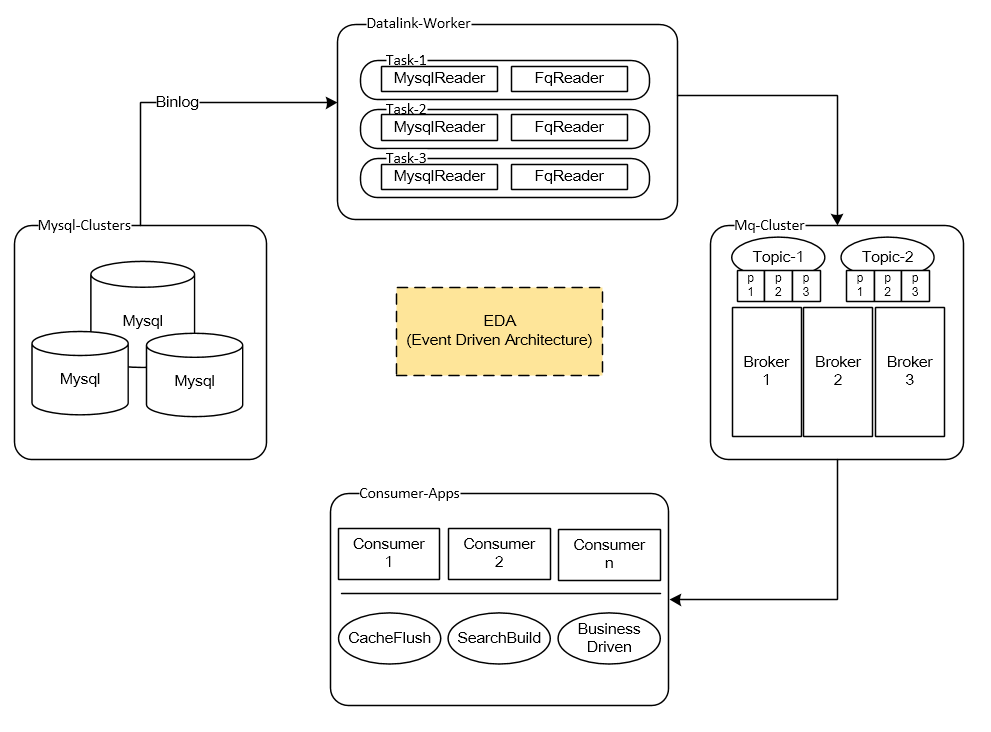 Datalink-Worker
Task-1
MysqlReader
FqReader
Task-2
MysqlReader
FqReader
Task-3
MysqlReader
FqReader
Binlog
Mysql-Clusters
Mysql
Mysql
Mysql
EDA
(Event Driven Architecture)
Mq-Cluster
Topic-1
Topic-2
p
1
p
2
p
3
p
1
p
2
p
3
Broker
1
Broker
2
Broker
3
Consumer-Apps
Consumer
1
Consumer
2
Consumer
n
CacheFlush
SearchBuild
Business
Driven